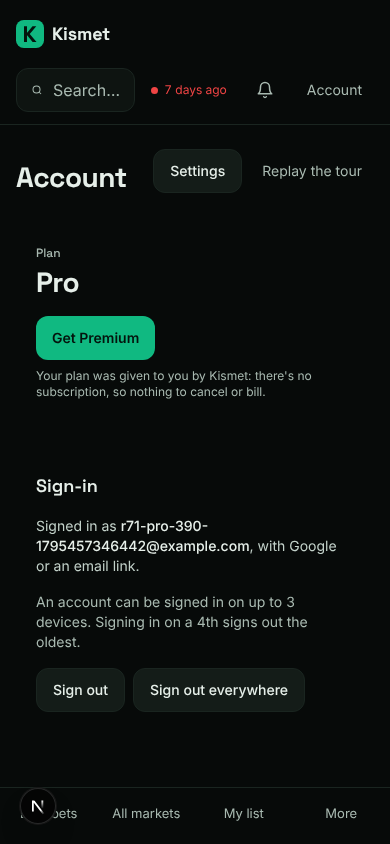 Kismet
Search...
7 days ago
Account
Account
Settings
Replay the tour
Plan
Pro
Get Premium
Your plan was given to you by Kismet: there's no
subscription, so nothing to cancel or bill.
Sign-in
Signed in as r71-pro-390-
1795457346442@example.com, with Google
or an email link.
An account can be signed in on up to 3
devices. Signing in on a 4th signs out the
oldest.
Sign out
Sign out everywhere
All markets
My list
More